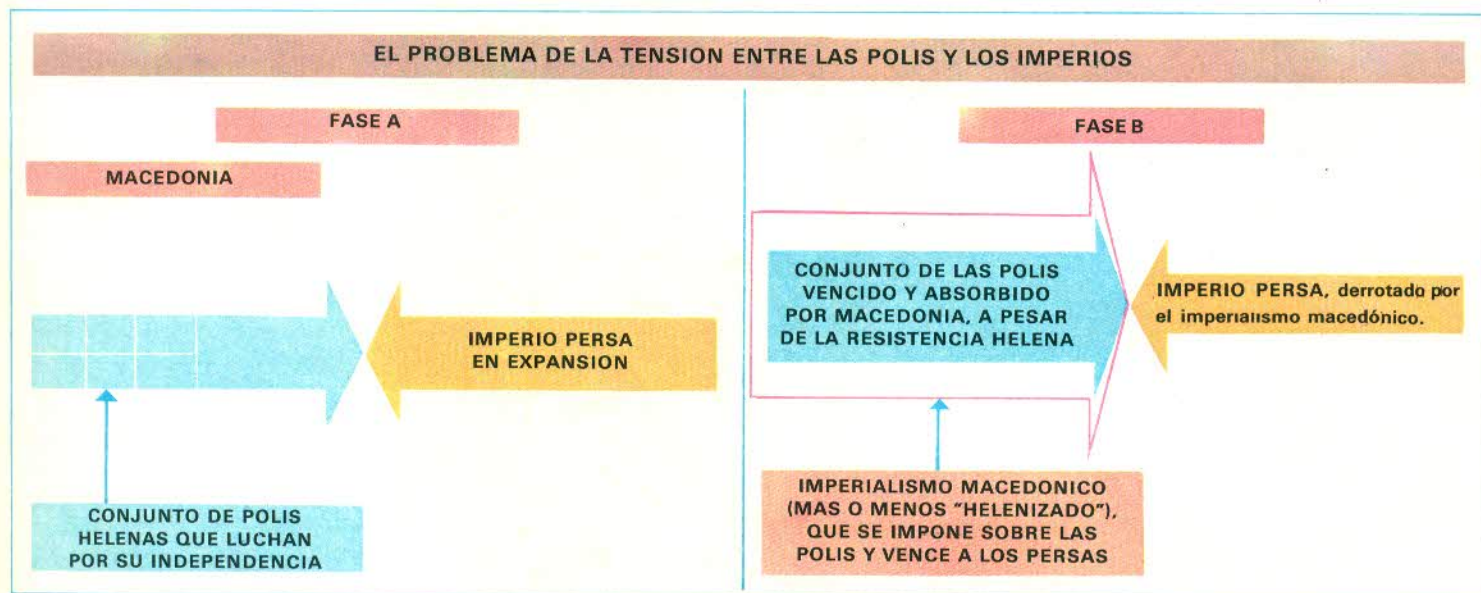 EL PROBLEMA DE LA TENSION ENTRE LAS POLIS Y LOS IMPERIOS
FASE A
MACEDONIA
IMPERIO PERSA
EN EXPANSION
CONJUNTO DE POLIS
HELENAS QUE LUCHAN
POR SU INDEPENDENCIA
FASE B
CONJUNTO DE LAS POLIS
VENCIDO Y ABSORBIDO
POR MACEDONIA, A PESAR
DE LA RESISTENCIA HELENA
IMPERIO PERSA, derrotado por
el imperialismo macedónico.
IMPERIALISMO MACEDONICO
(MAS O MENOS "HELENIZADO"),
QUE SE IMPONE SOBRE LAS
POLIS Y VENCE A LOS PERSAS